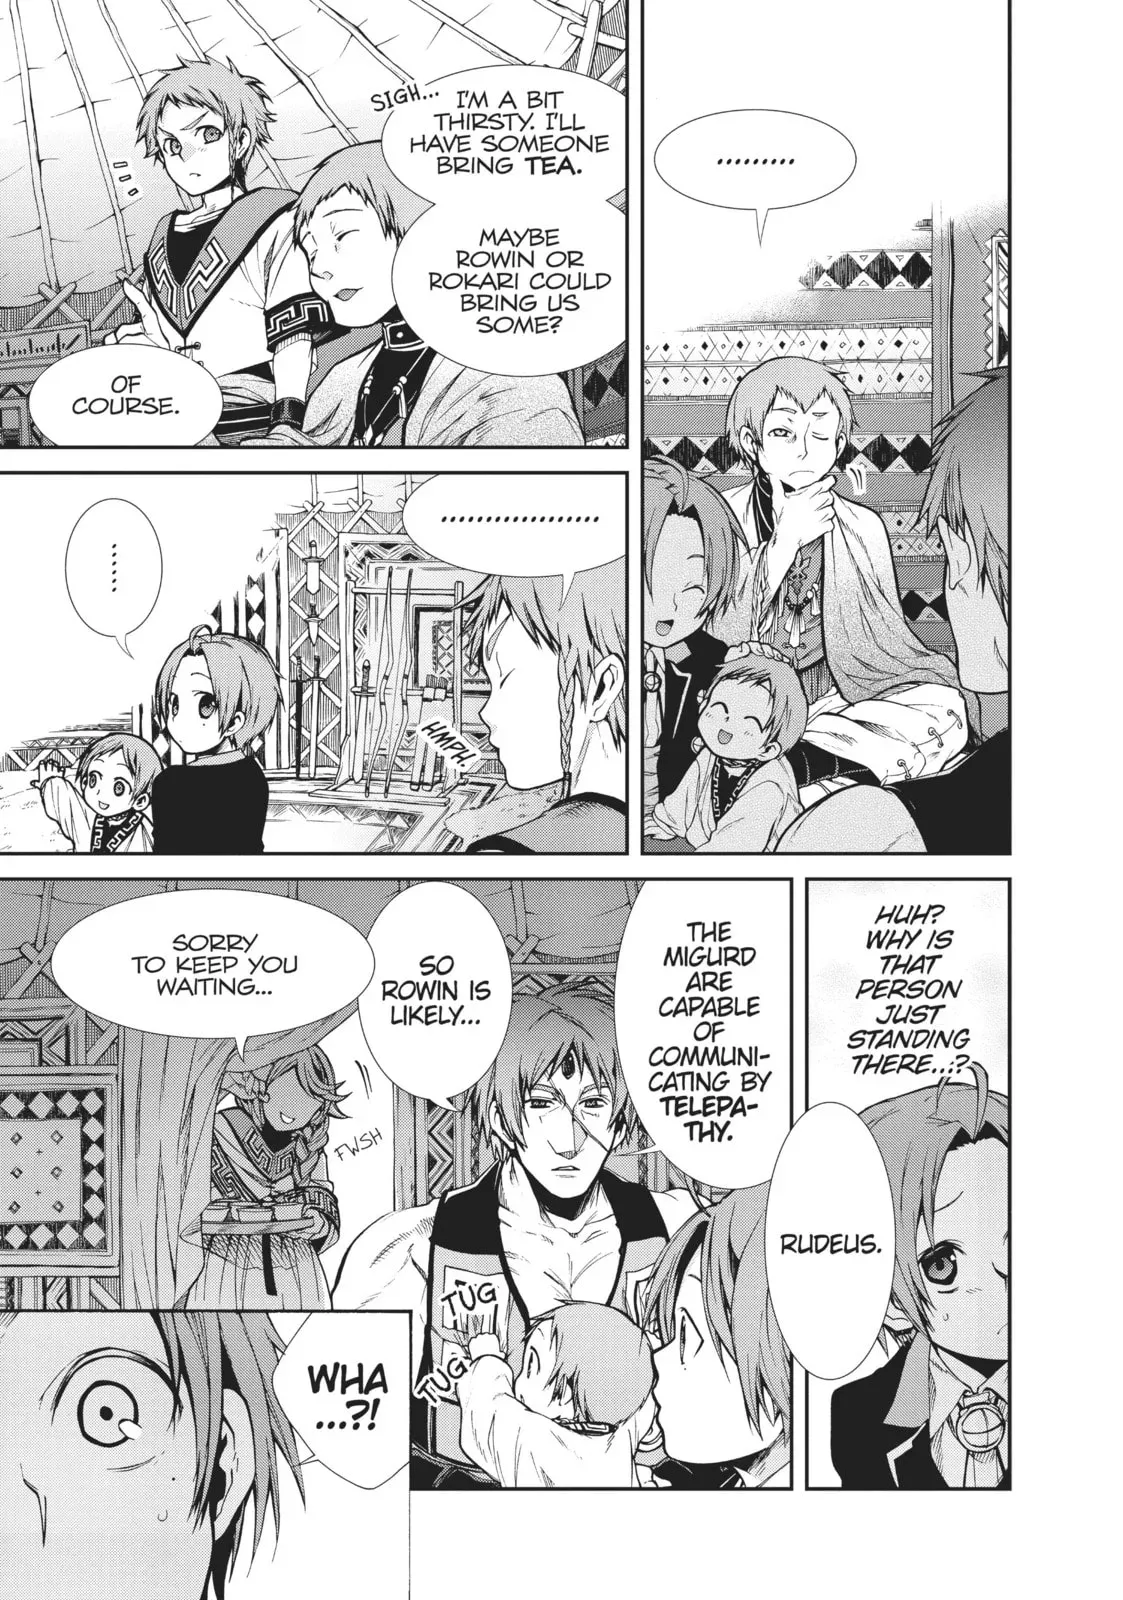 .........
SIGH...
I'M A BIT
THIRSTY. I'LL
HAVE SOMEONE
BRING TEA.
MAYBE
ROWIN OR
ROKARI COULD
BRING US
SOME?
OF
COURSE.
...................
HMPH.
......
HUH?
WHY IS
THAT
PERSON
JUST
STANDING
THERE...?
RUDEUS.
THE
MIGURD
ARE
CAPABLE
OF
COMMUNI-
CATING BY
TELEPA-
THY.
SO
ROWIN IS
LIKELY...
TUG
TUG
SORRY
TO KEEP YOU
WAITING...
FWSH
WHA
...?!